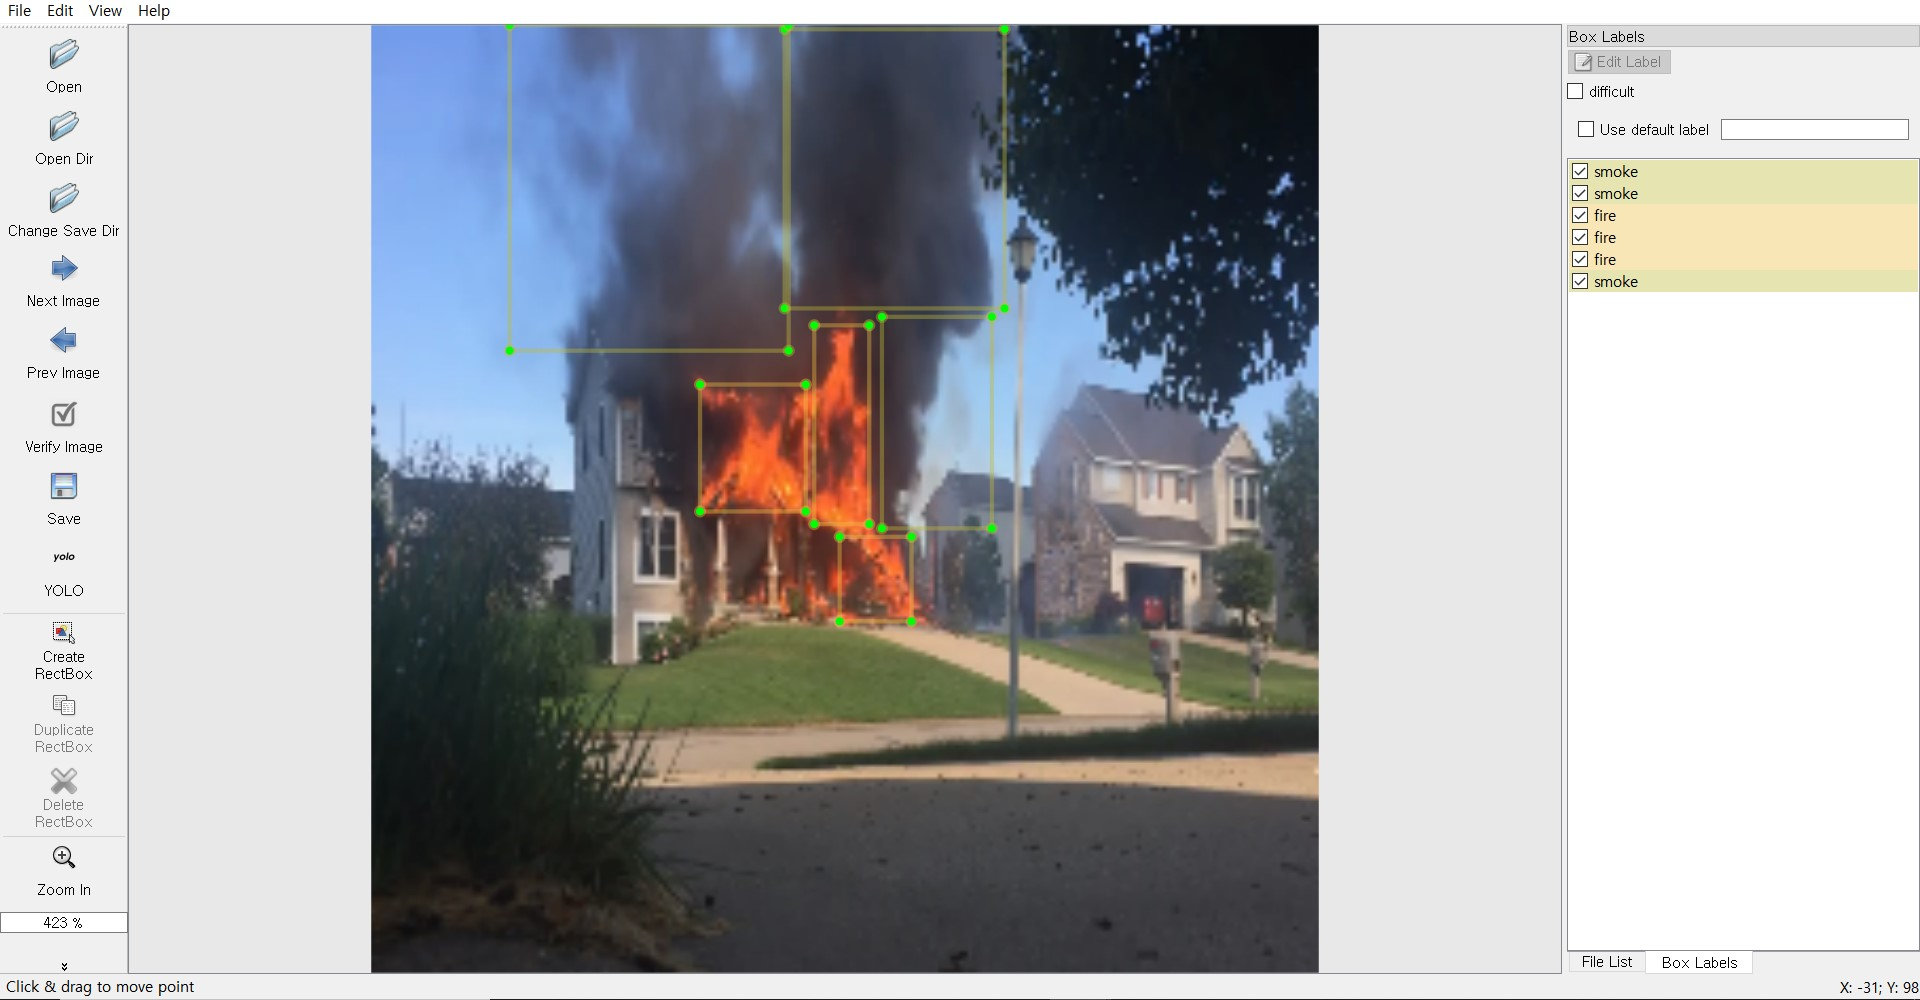 File Edit View Help
Open
Open Dir
Change Save Dir
Next Image
Prev Image
Verify Image
Save
yolo
YOLO
Create
RectBox
Duplicate
RectBox
Delete
RectBox
Zoom In
423 %
Box Labels
Edit Label
difficult
Use default label
smoke
smoke
fire
fire
fire
smoke
File List Box Labels
Click & drag to move point
X: -31; Y: 98